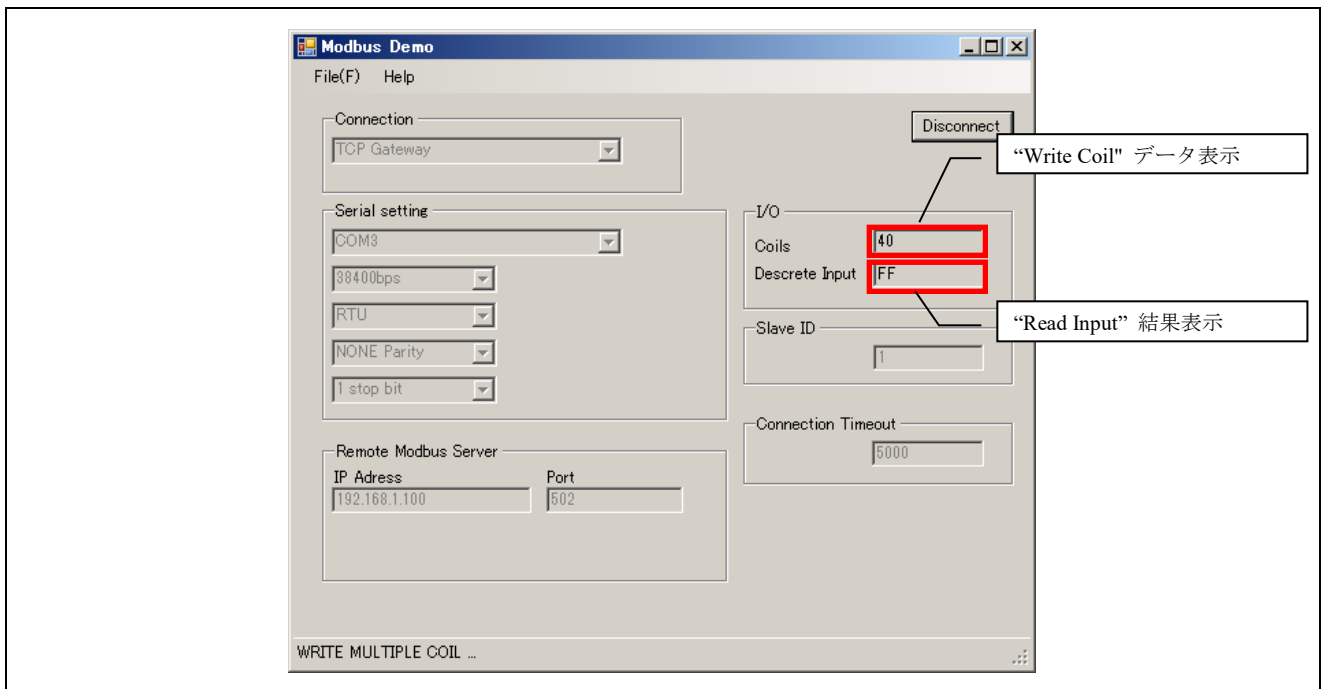 Modbus Demo
File(F) Help
Connection
TCP Gateway
Disconnect
“Write Coil" データ表示
Serial setting
COM3
38400bps
RTU
NONE Parity
1 stop bit
I/O
Coils 40
Descrete Input FF
“Read Input” 結果表示
Slave ID
1
Connection Timeout
5000
Remote Modbus Server
IP Adress Port
192.168.1.100 502
WRITE MULTIPLE COIL ...